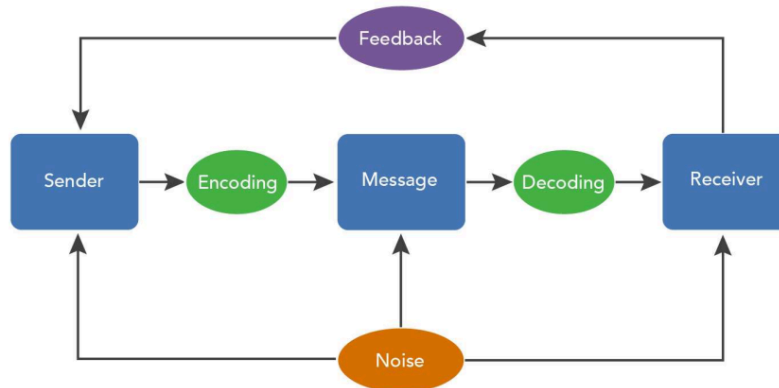 Feedback
Sender
Encoding
Message
Decoding
Receiver
Noise